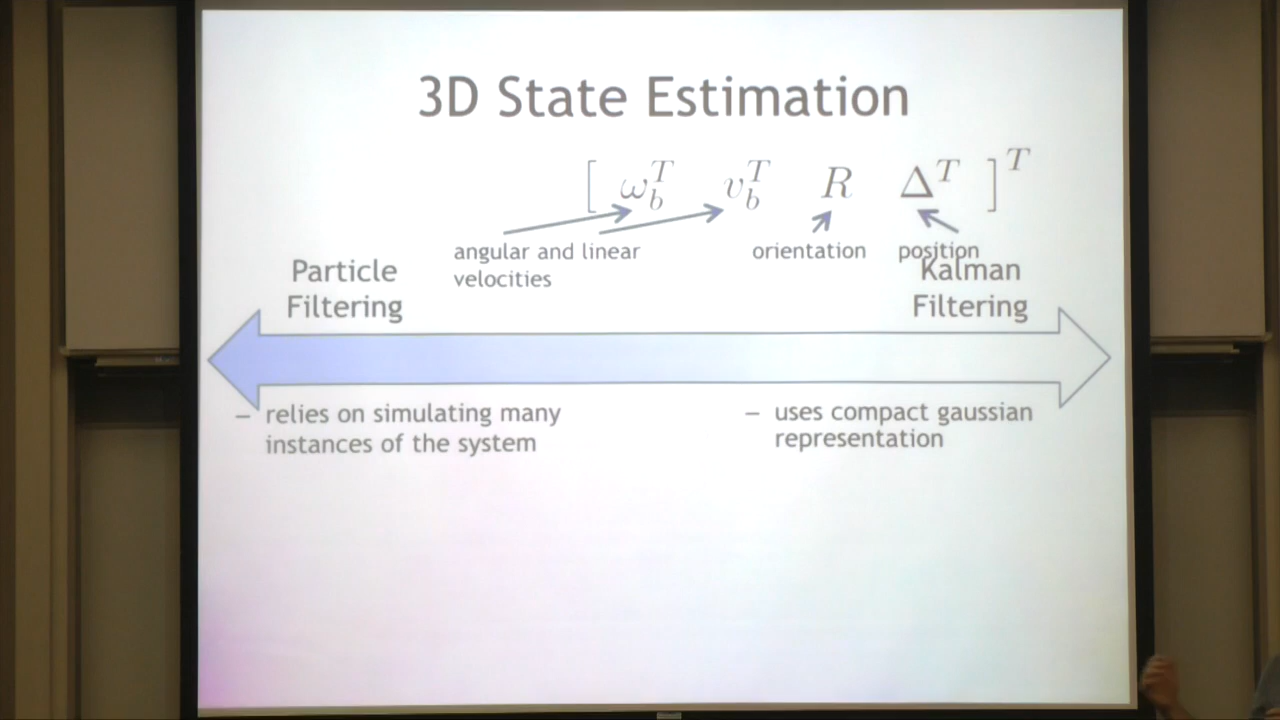 3D State Estimation
[ ω_b^T v_b^T R Δ^T ]^T
angular and linear
velocities
orientation
position
Particle
Filtering
Kalman
Filtering
– relies on simulating many
instances of the system
– uses compact gaussian
representation